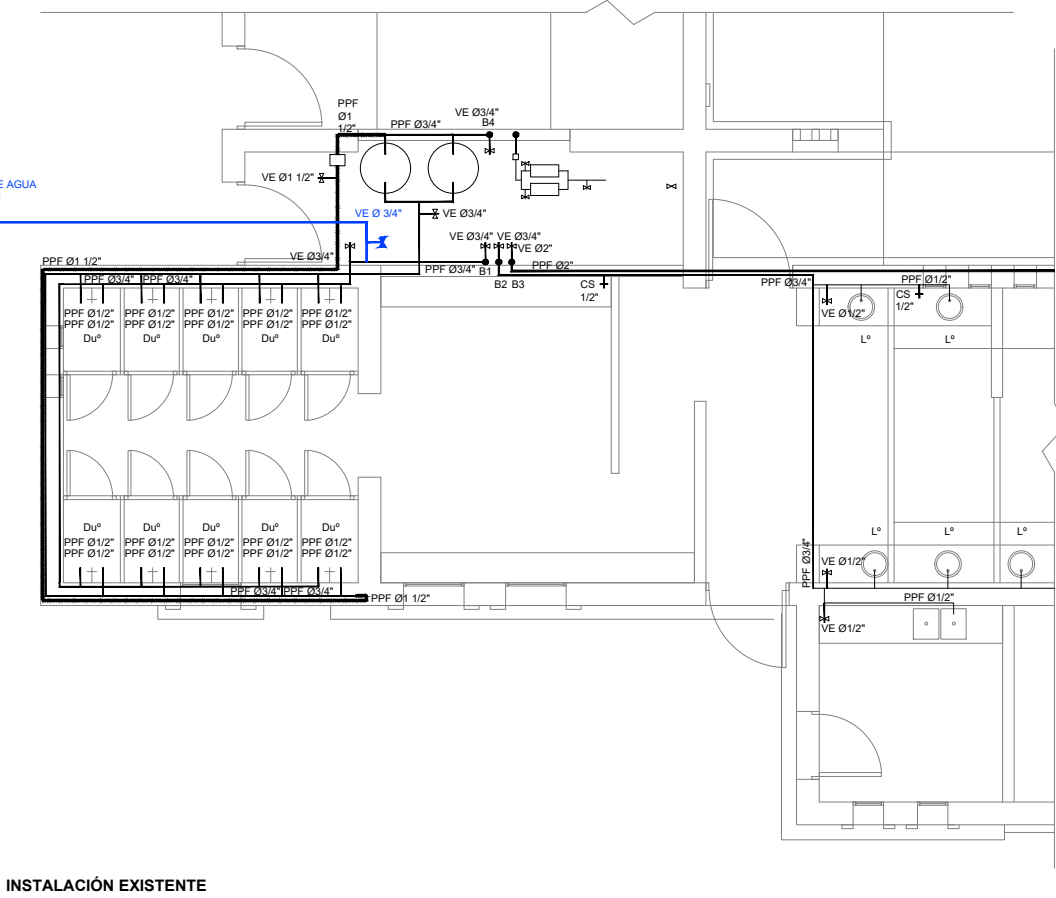 PPF
Ø1
1/2"
PPF Ø3/4"
VE Ø3/4"
B4
VE Ø1 1/2"
E AGUA
VE Ø 3/4"
VE Ø3/4"
VE Ø3/4"
VE Ø3/4"
VE Ø2"
VE Ø3/4"
PPF Ø1 1/2"
PPF Ø3/4"
B1
PPF Ø2"
B2
B3
CS
1/2"
PPF Ø3/4"
PPF Ø1/2"
CS
1/2"
VE Ø1/2"
PPF Ø3/4"
PPF Ø3/4"
PPF Ø1/2"
PPF Ø1/2"
PPF Ø1/2"
PPF Ø1/2"
PPF Ø1/2"
PPF Ø1/2"
PPF Ø1/2"
PPF Ø1/2"
PPF Ø1/2"
PPF Ø1/2"
Duº
Duº
Duº
Duº
Duº
Lº
Lº
Duº
Duº
Duº
Duº
Duº
PPF Ø1/2"
PPF Ø1/2"
PPF Ø1/2"
PPF Ø1/2"
PPF Ø1/2"
PPF Ø1/2"
PPF Ø1/2"
PPF Ø1/2"
PPF Ø1/2"
PPF Ø1/2"
Lº
Lº
Lº
PPF Ø3/4"
VE Ø1/2"
PPF Ø3/4"
PPF Ø3/4"
PPF Ø1 1/2"
PPF Ø1/2"
VE Ø1/2"
INSTALACIÓN EXISTENTE